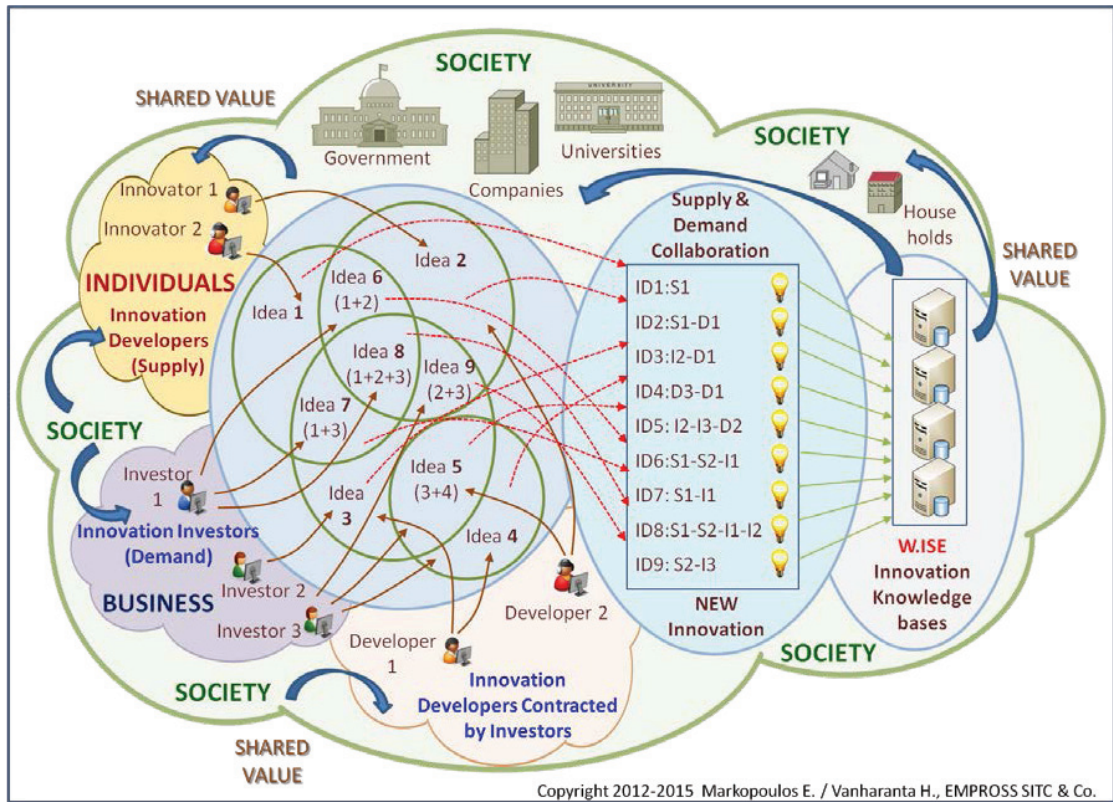 SOCIETY
SHARED VALUE
UNIVERSITY
SOCIETY
Government
Universities
Companies
Innovator 1
Innovator 2
House
holds
SHARED
VALUE
INDIVIDUALS
Innovation
Developers
(Supply)
SOCIETY
Investor
1
Innovation Investors
(Demand)
BUSINESS
Investor 2
Investor 3
Idea 1
Idea 2
Idea 6
(1+2)
Idea 8
(1+2+3)
Idea 9
(2+3)
Idea 7
(1+3)
Idea 5
(3+4)
Idea
3
Idea 4
Developer 2
Developer
1
Innovation
Developers Contracted
by Investors
Supply &
Demand
Collaboration
ID1:S1
ID2:S1-D1
ID3:I2-D1
ID4:D3-D1
ID5: I2-I3-D2
ID6:S1-S2-I1
ID7: S1-I1
ID8:S1-S2-I1-I2
ID9: S2-I3
NEW
Innovation
W.ISE
Innovation
Knowledge
bases
SOCIETY
SOCIETY
SHARED
VALUE
Copyright 2012-2015 Markopoulos E. / Vanharanta H., EMPROSS SITC & Co.